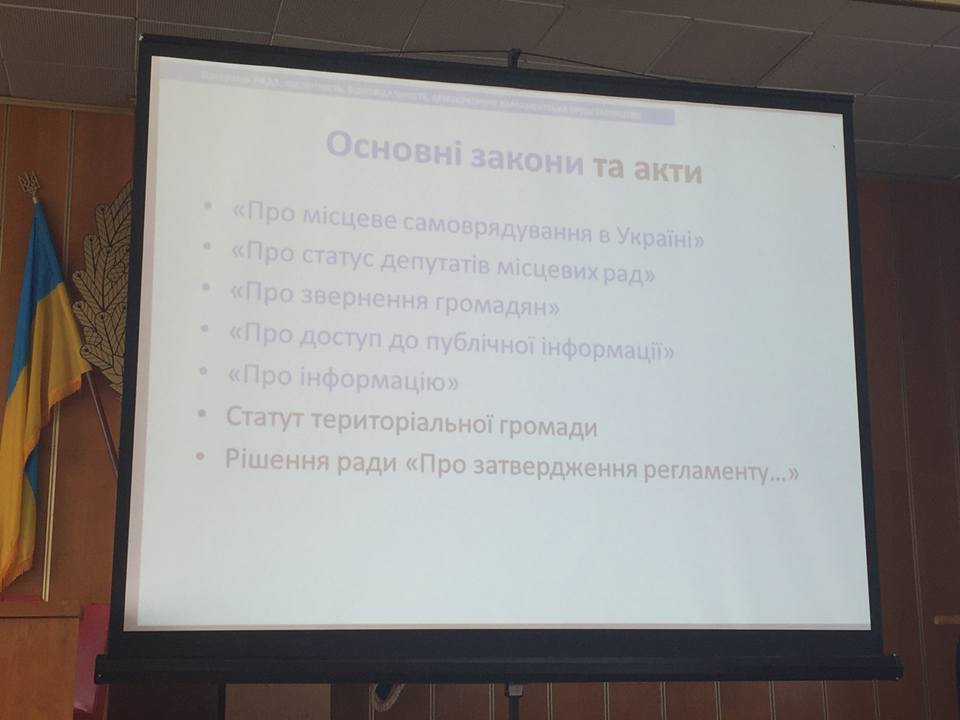 Основні закони та акти
• «Про місцеве самоврядування в Україні»
• «Про статус депутатів місцевих рад»
• «Про звернення громадян»
• «Про доступ до публічної інформації»
• «Про інформацію»
• Статут територіальної громади
• Рішення ради «Про затвердження регламенту...»